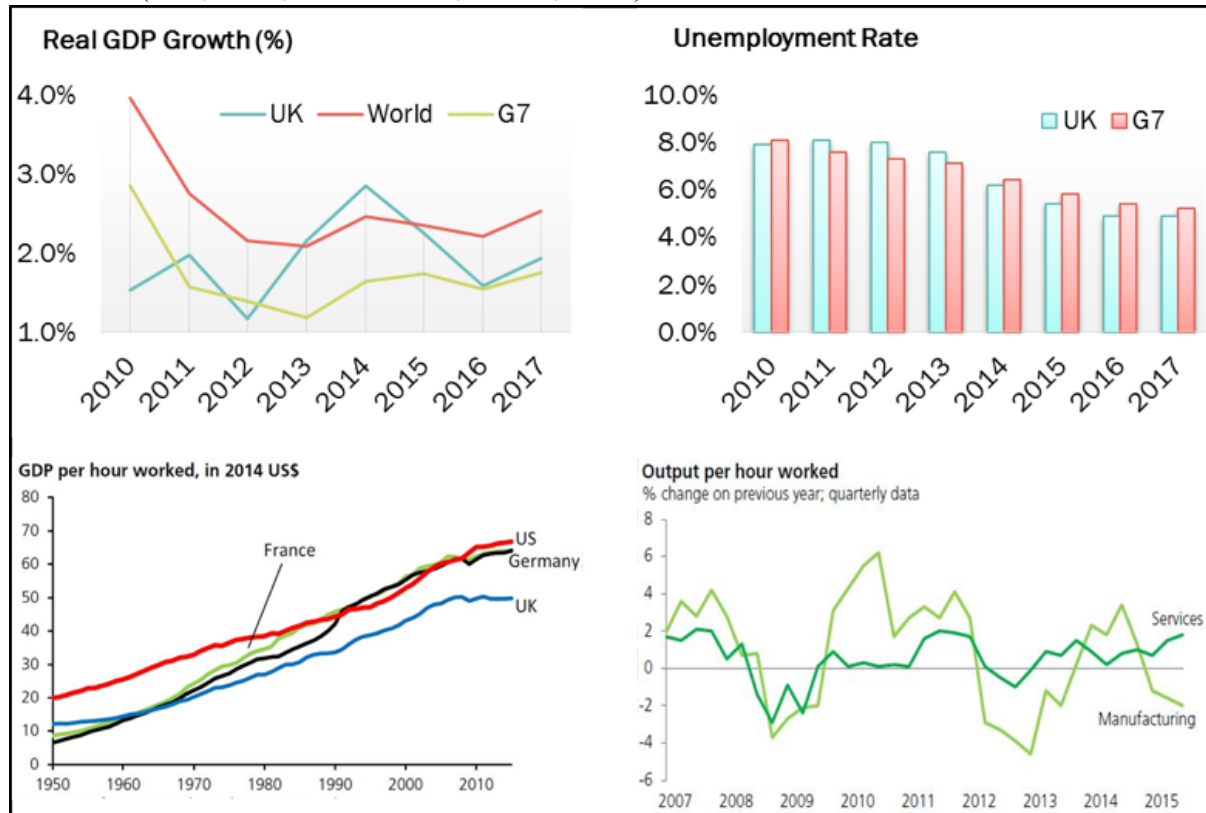 Real GDP Growth (%)
4.0%
3.0%
2.0%
1.0%
UK World G7
2010 2011 2012 2013 2014 2015 2016 2017
Unemployment Rate
10.0%
8.0%
6.0%
4.0%
2.0%
0.0%
UK G7
2010 2011 2012 2013 2014 2015 2016 2017
GDP per hour worked, in 2014 US$
80
70
60
50
40
30
20
10
0
France
US
Germany
UK
1950 1960 1970 1980 1990 2000 2010
Output per hour worked
% change on previous year; quarterly data
8
6
4
2
0
-2
-4
-6
Services
Manufacturing
2007 2008 2009 2010 2011 2012 2013 2014 2015